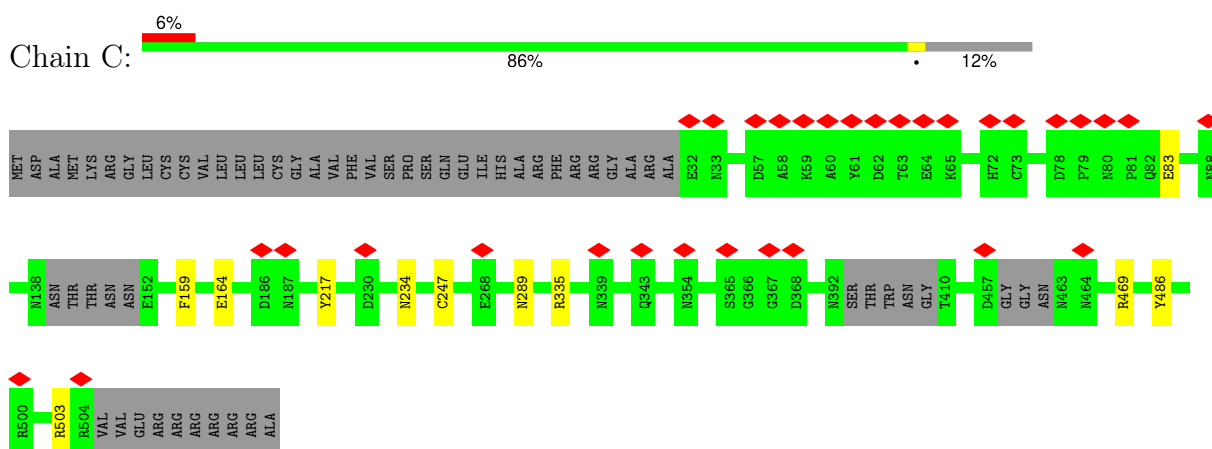 6%
Chain C:
86%
•
12%
MET ASP ALA MET LYS ARG GLY LEU CYS CYS VAL LEU LEU LEU CYS GLY ALA VAL PHE VAL SER PRO SER GLN GLU ILE HIS ALA ARG PHE ARG ARG GLY ALA ARG ALA E32 N33 D57 A58 K59 A60 Y61 D62 T63 E64 K65 H72 C73 D78 P79 N80 P81 Q82 E83 N88
N138 ASN THR THR ASN ASN E152 F159 E164 D186 N187 Y217 D230 N234 C247 E268 N289 R335 N339 Q343 N354 S365 G366 G367 D368 N392 SER THR TRP ASN GLY T410 D457 GLY GLY ASN N463 N464 R469 Y486
R500 R503 R504 VAL VAL GLU ARG ARG ARG ARG ARG ARG ALA